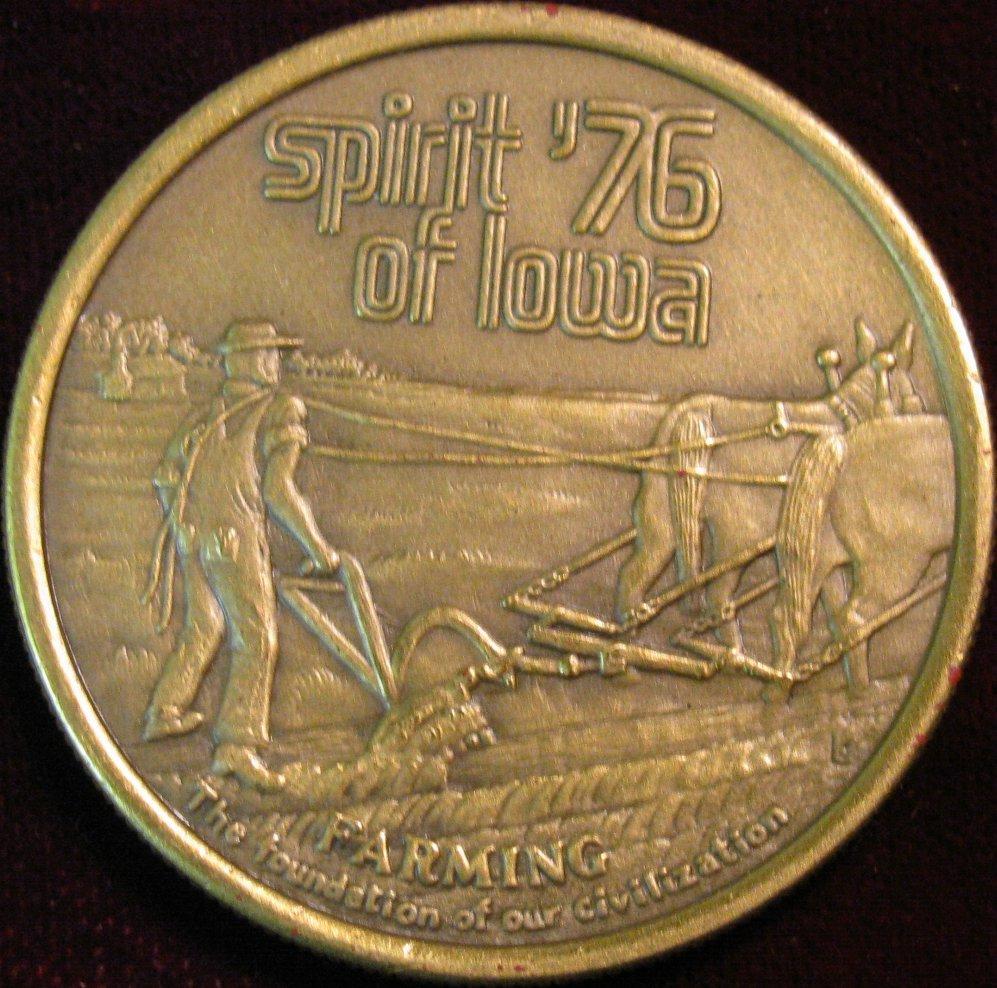 spirit '76
of Iowa
FARMING
The foundation of our civilization